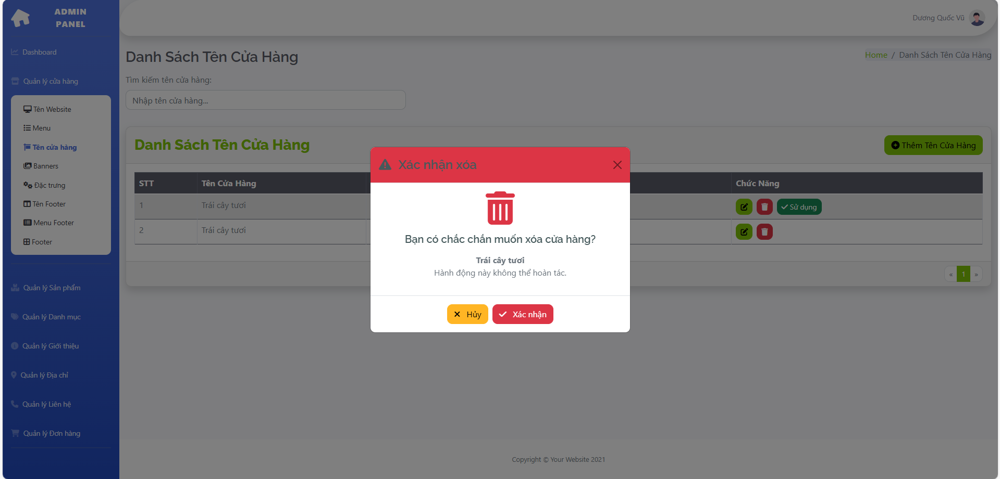 ADMIN
PANEL
Dashboard
Quản lý cửa hàng
Tên Website
Menu
Tên cửa hàng
Banners
Đặc trưng
Tên Footer
Menu Footer
Footer
Quản lý Sản phẩm
Quản lý Danh mục
Quản lý Giới thiệu
Quản lý Địa chỉ
Quản lý Liên hệ
Quản lý Đơn hàng
Dương Quốc Vũ
Danh Sách Tên Cửa Hàng
Home / Danh Sách Tên Cửa Hàng
Tìm kiếm tên cửa hàng:
Nhập tên cửa hàng...
Danh Sách Tên Cửa Hàng
Thêm Tên Cửa Hàng
STT Tên Cửa Hàng Chức Năng
1 Trái cây tươi Sử dụng
2 Trái cây tươi
« 1 »
Xác nhận xóa
Bạn có chắc chắn muốn xóa cửa hàng?
Trái cây tươi
Hành động này không thể hoàn tác.
Hủy Xác nhận
Copyright © Your Website 2021